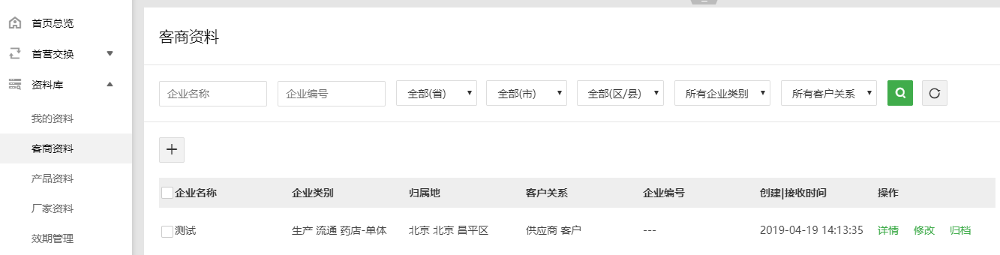 首页总览
首营交换
资料库
我的资料
客商资料
产品资料
厂家资料
效期管理
客商资料
企业名称 企业编号 全部(省) 全部(市) 全部(区/县) 所有企业类别 所有客户关系
企业名称 企业类别 归属地 客户关系 企业编号 创建|接收时间 操作
测试 生产 流通 药店-单体 北京 北京 昌平区 供应商 客户 --- 2019-04-19 14:13:35 详情 修改 归档